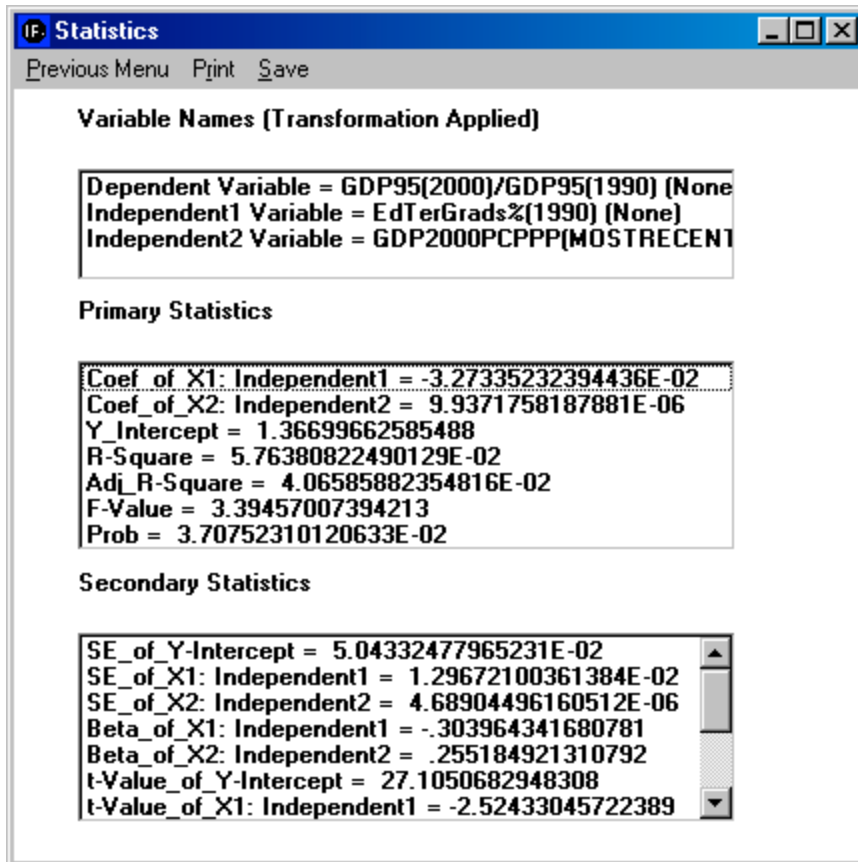 IF. Statistics
Previous Menu Print Save
Variable Names (Transformation Applied)
Dependent Variable = GDP95(2000)/GDP95(1990) (None
Independent1 Variable = EdTerGrads%(1990) (None)
Independent2 Variable = GDP2000PCPPP(MOSTRECENT
Primary Statistics
Coef_of_X1: Independent1 = -3.27335232394436E-02
Coef_of_X2: Independent2 = 9.9371758187881E-06
Y_Intercept = 1.36699662585488
R-Square = 5.76380822490129E-02
Adj_R-Square = 4.06585882354816E-02
F-Value = 3.39457007394213
Prob = 3.70752310120633E-02
Secondary Statistics
SE_of_Y-Intercept = 5.04332477965231E-02
SE_of_X1: Independent1 = 1.29672100361384E-02
SE_of_X2: Independent2 = 4.68904496160512E-06
Beta_of_X1: Independent1 = -.303964341680781
Beta_of_X2: Independent2 = .255184921310792
t-Value_of_Y-Intercept = 27.1050682948308
t-Value_of_X1: Independent1 = -2.52433045722389